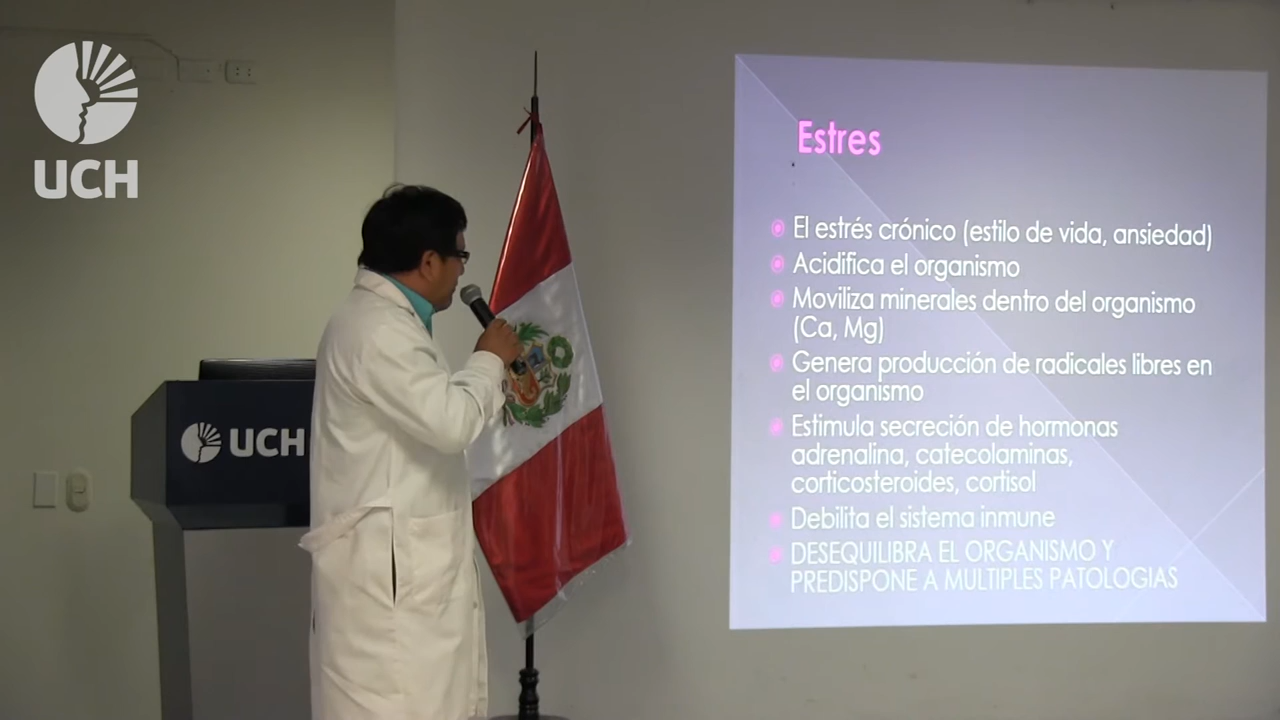 UCH
UCH
Estres
El estrés crónico (estilo de vida, ansiedad)
Acidifica el organismo
Moviliza minerales dentro del organismo
(Ca, Mg)
Genera producción de radicales libres en
el organismo
Estimula secreción de hormonas
adrenalina, catecolaminas,
corticosteroides, cortisol
Debilita el sistema inmune
DESEQUILIBRA EL ORGANISMO Y
PREDISPONE A MULTIPLES PATOLOGIAS